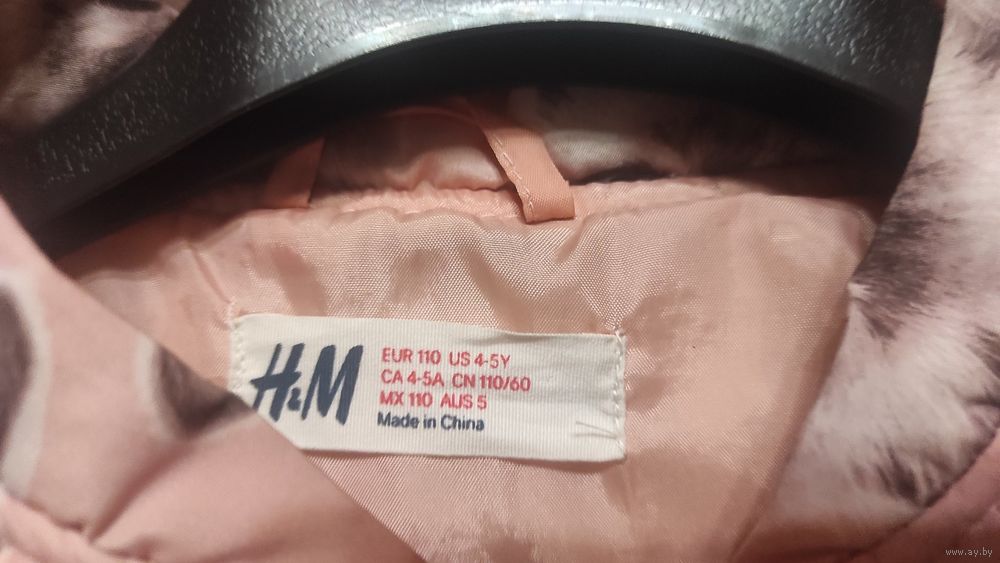 H&M
EUR 110 US 4-5Y
CA 4-5A CN 110/60
MX 110 AUS 5
Made in China
www.ay.by